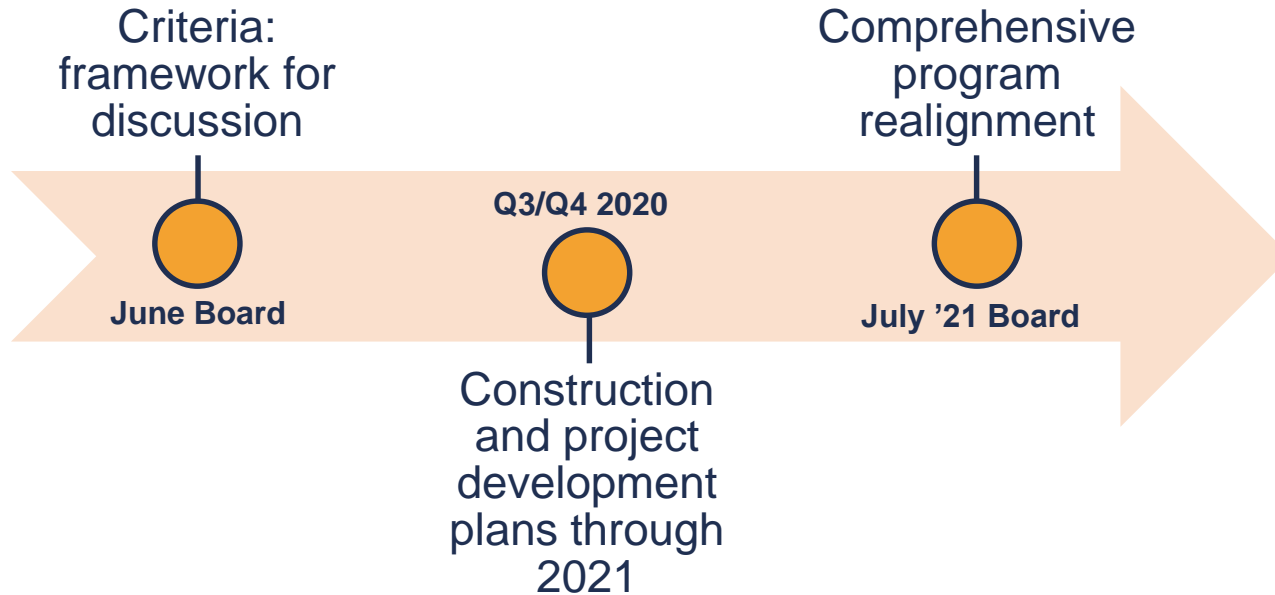 Criteria:
framework for
discussion
June Board
Q3/Q4 2020
Construction
and project
development
plans through
2021
Comprehensive
program
realignment
July ’21 Board